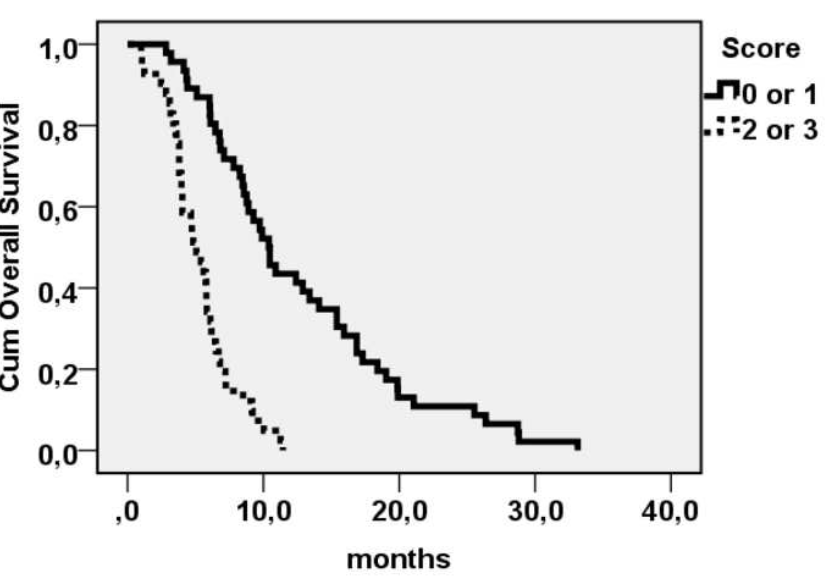 Score
0 or 1
2 or 3
Cum Overall Survival
1,0
0,8
0,6
0,4
0,2
0,0
,0 10,0 20,0 30,0 40,0
months